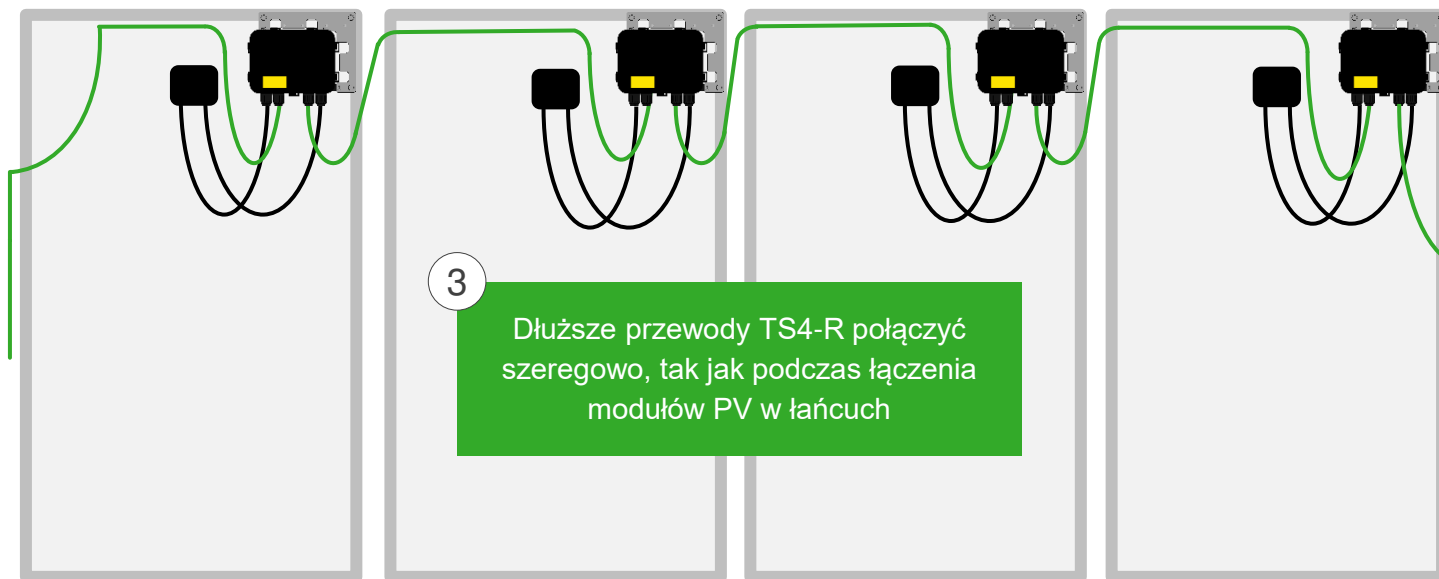 3
Dłuższe przewody TS4-R połączyć
szeregowo, tak jak podczas łączenia
modułów PV w łańcuch